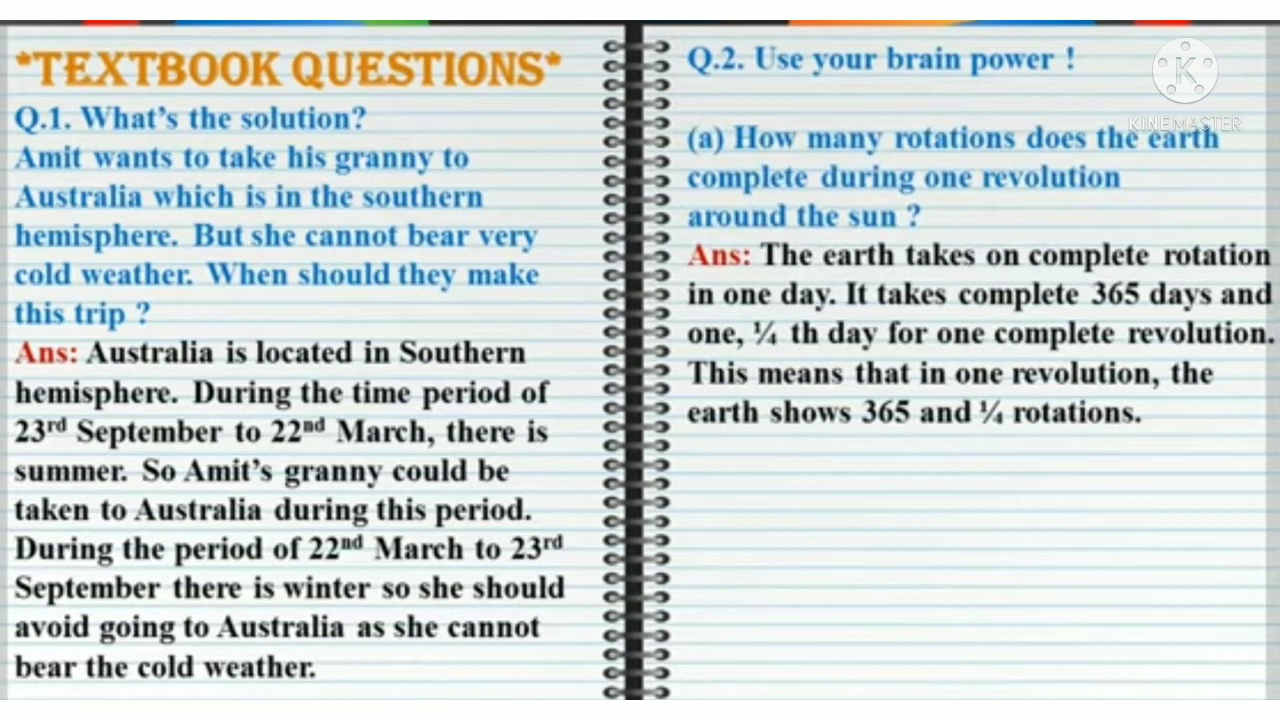 *TEXTBOOK QUESTIONS*
Q.1. What's the solution?
Amit wants to take his granny to
Australia which is in the southern
hemisphere. But she cannot bear very
cold weather. When should they make
this trip ?
Ans: Australia is located in Southern
hemisphere. During the time period of
23rd September to 22nd March, there is
summer. So Amit's granny could be
taken to Australia during this period.
During the period of 22nd March to 23rd
September there is winter so she should
avoid going to Australia as she cannot
bear the cold weather.
Q.2. Use your brain power !
(a) How many rotations does the earth
complete during one revolution
around the sun ?
Ans: The earth takes on complete rotation
in one day. It takes complete 365 days and
one, ¼ th day for one complete revolution.
This means that in one revolution, the
earth shows 365 and ¼ rotations.
K
KINEMASTER